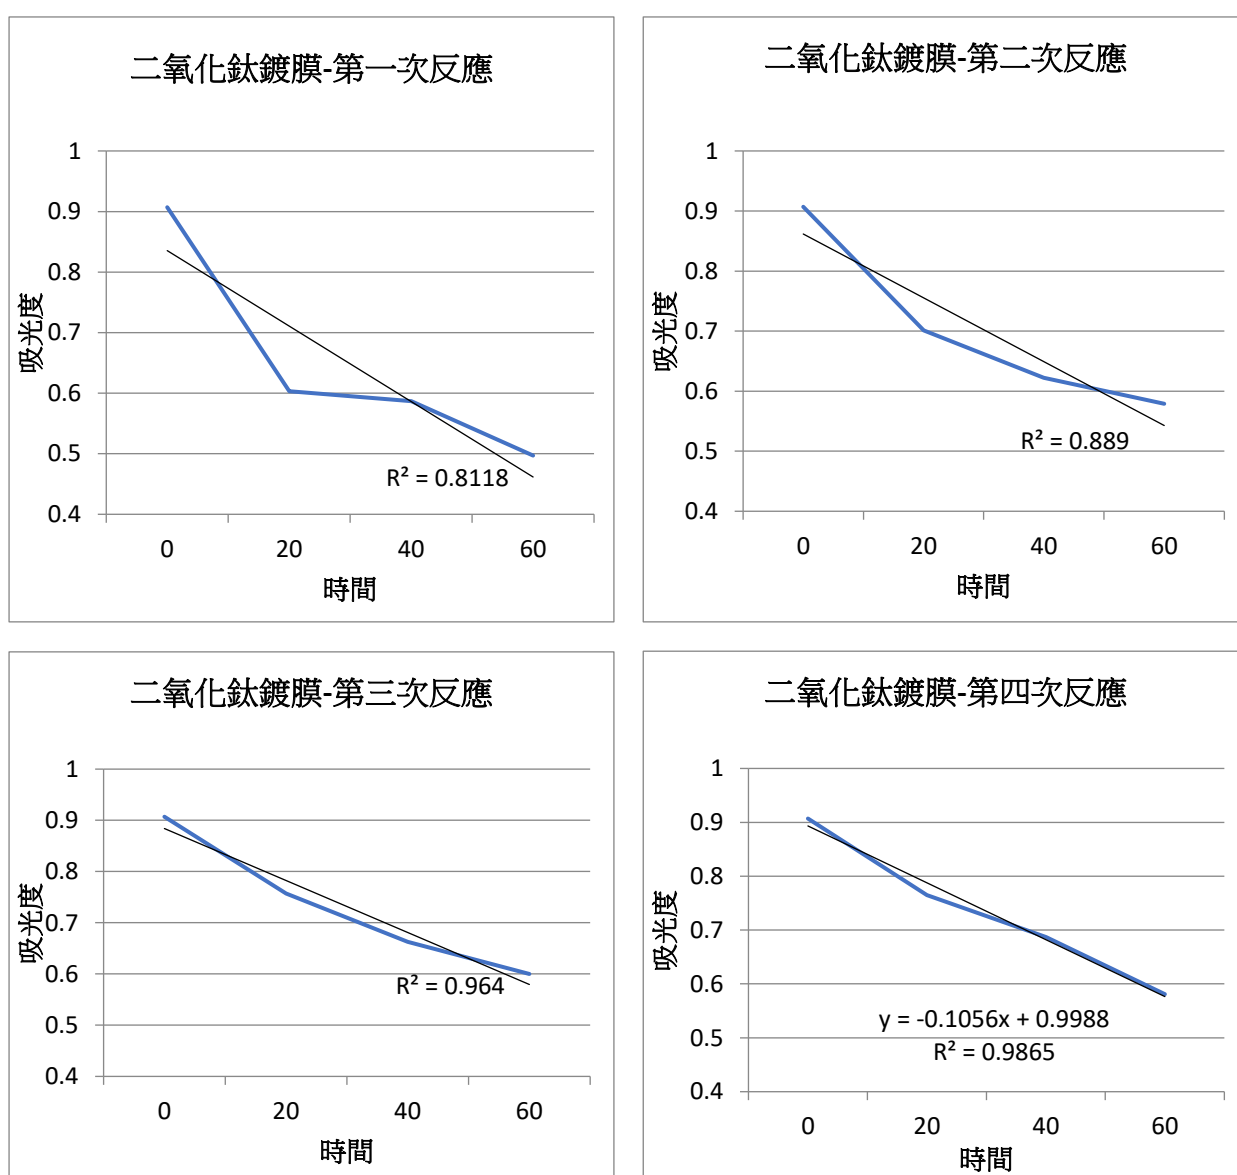 二氧化鈦鍍膜-第一次反應
1
0.9
0.8
0.7
0.6
0.5
0.4
吸光度
R² = 0.8118
0 20 40 60
時間
二氧化鈦鍍膜-第二次反應
1
0.9
0.8
0.7
0.6
0.5
0.4
吸光度
R² = 0.889
0 20 40 60
時間
二氧化鈦鍍膜-第三次反應
1
0.9
0.8
0.7
0.6
0.5
0.4
吸光度
R² = 0.964
0 20 40 60
時間
二氧化鈦鍍膜-第四次反應
1
0.9
0.8
0.7
0.6
0.5
0.4
吸光度
y = -0.1056x + 0.9988
R² = 0.9865
0 20 40 60
時間